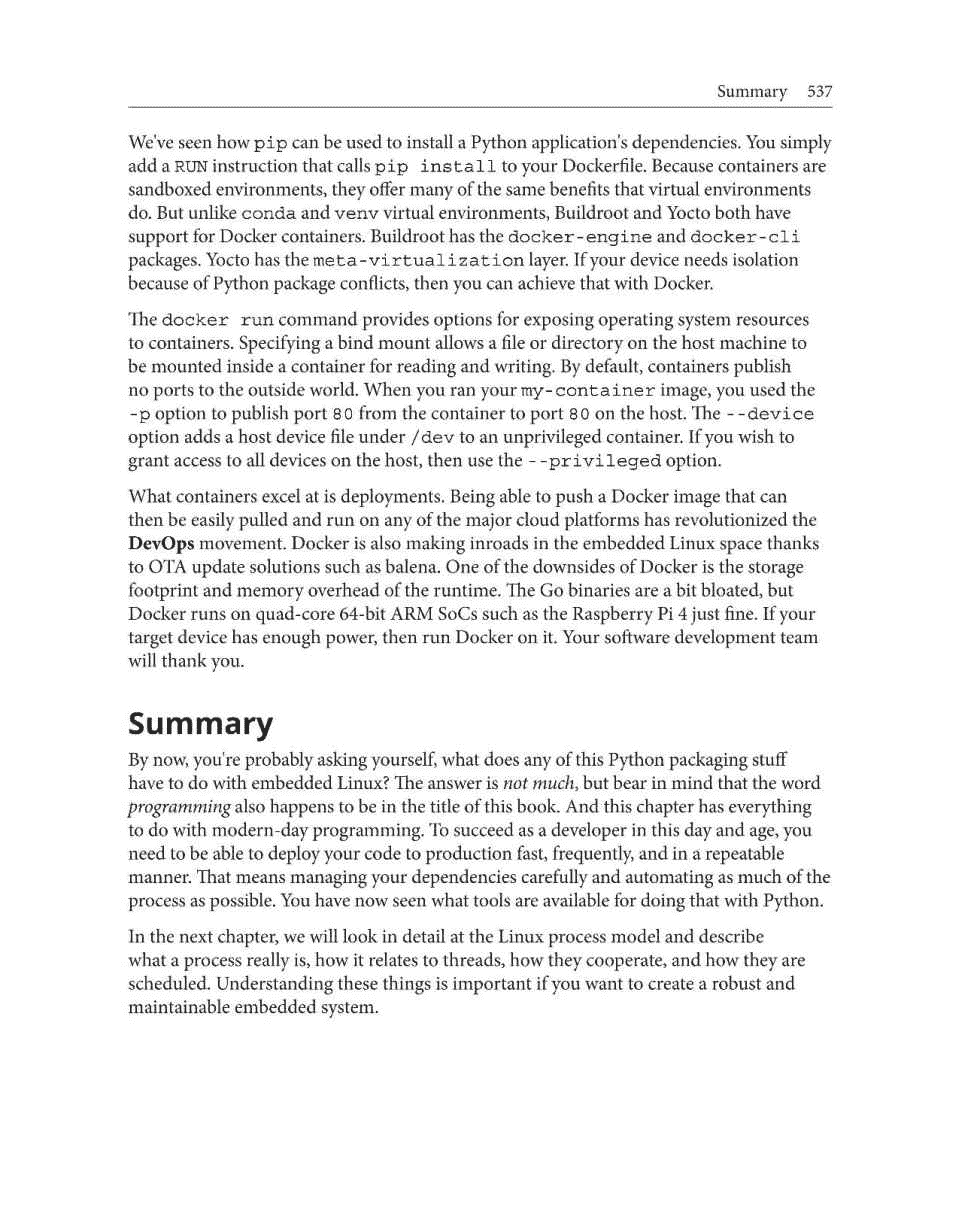 Summary 537
We've seen how pip can be used to install a Python application's dependencies. You simply
add a RUN instruction that calls pip install to your Dockerfile. Because containers are
sandboxed environments, they offer many of the same benefits that virtual environments
do. But unlike conda and venv virtual environments, Buildroot and Yocto both have
support for Docker containers. Buildroot has the docker-engine and docker-cli
packages. Yocto has the meta-virtualization layer. If your device needs isolation
because of Python package conflicts, then you can achieve that with Docker.
The docker run command provides options for exposing operating system resources
to containers. Specifying a bind mount allows a file or directory on the host machine to
be mounted inside a container for reading and writing. By default, containers publish
no ports to the outside world. When you ran your my-container image, you used the
-p option to publish port 80 from the container to port 80 on the host. The --device
option adds a host device file under /dev to an unprivileged container. If you wish to
grant access to all devices on the host, then use the --privileged option.
What containers excel at is deployments. Being able to push a Docker image that can
then be easily pulled and run on any of the major cloud platforms has revolutionized the
DevOps movement. Docker is also making inroads in the embedded Linux space thanks
to OTA update solutions such as balena. One of the downsides of Docker is the storage
footprint and memory overhead of the runtime. The Go binaries are a bit bloated, but
Docker runs on quad-core 64-bit ARM SoCs such as the Raspberry Pi 4 just fine. If your
target device has enough power, then run Docker on it. Your software development team
will thank you.
Summary
By now, you're probably asking yourself, what does any of this Python packaging stuff
have to do with embedded Linux? The answer is not much, but bear in mind that the word
programming also happens to be in the title of this book. And this chapter has everything
to do with modern-day programming. To succeed as a developer in this day and age, you
need to be able to deploy your code to production fast, frequently, and in a repeatable
manner. That means managing your dependencies carefully and automating as much of the
process as possible. You have now seen what tools are available for doing that with Python.
In the next chapter, we will look in detail at the Linux process model and describe
what a process really is, how it relates to threads, how they cooperate, and how they are
scheduled. Understanding these things is important if you want to create a robust and
maintainable embedded system.